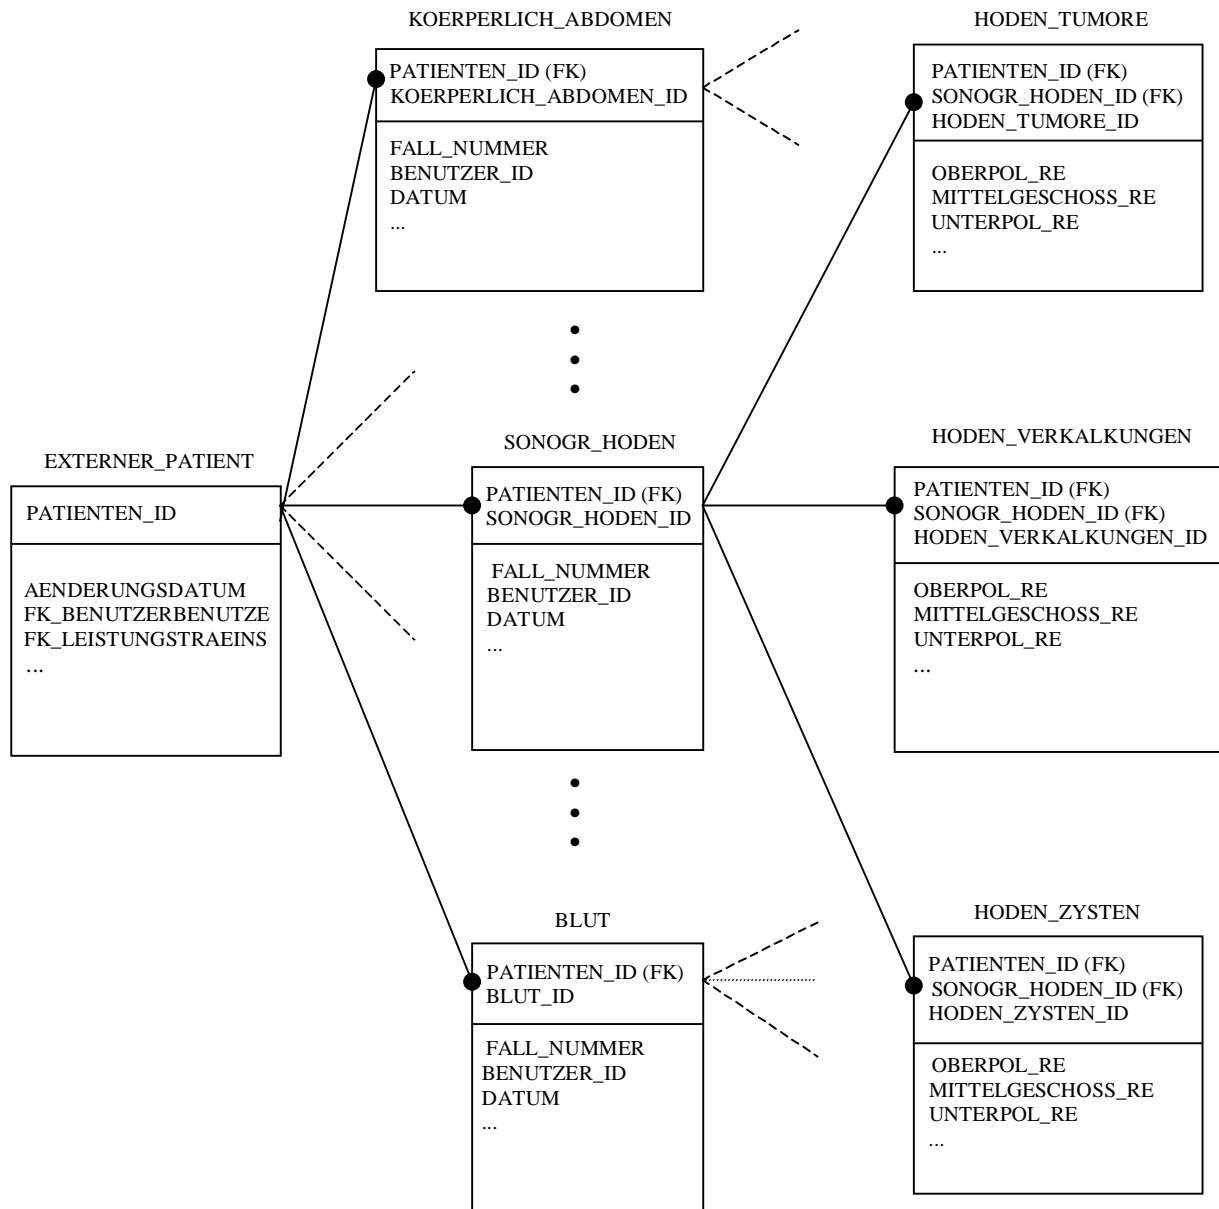 KOERPERLICH_ABDOMEN
PATIENTEN_ID (FK)
KOERPERLICH_ABDOMEN_ID
FALL_NUMMER
BENUTZER_ID
DATUM
...
HODEN_TUMORE
PATIENTEN_ID (FK)
SONOGR_HODEN_ID (FK)
HODEN_TUMORE_ID
OBERPOL_RE
MITTELGESCHOSS_RE
UNTERPOL_RE
...
EXTERNER_PATIENT
PATIENTEN_ID
AENDERUNGSDATUM
FK_BENUTZERBENUTZE
FK_LEISTUNGSTRAEINS
...
SONOGR_HODEN
PATIENTEN_ID (FK)
SONOGR_HODEN_ID
FALL_NUMMER
BENUTZER_ID
DATUM
...
HODEN_VERKALKUNGEN
PATIENTEN_ID (FK)
SONOGR_HODEN_ID (FK)
HODEN_VERKALKUNGEN_ID
OBERPOL_RE
MITTELGESCHOSS_RE
UNTERPOL_RE
...
BLUT
PATIENTEN_ID (FK)
BLUT_ID
FALL_NUMMER
BENUTZER_ID
DATUM
...
HODEN_ZYSTEN
PATIENTEN_ID (FK)
SONOGR_HODEN_ID (FK)
HODEN_ZYSTEN_ID
OBERPOL_RE
MITTELGESCHOSS_RE
UNTERPOL_RE
...